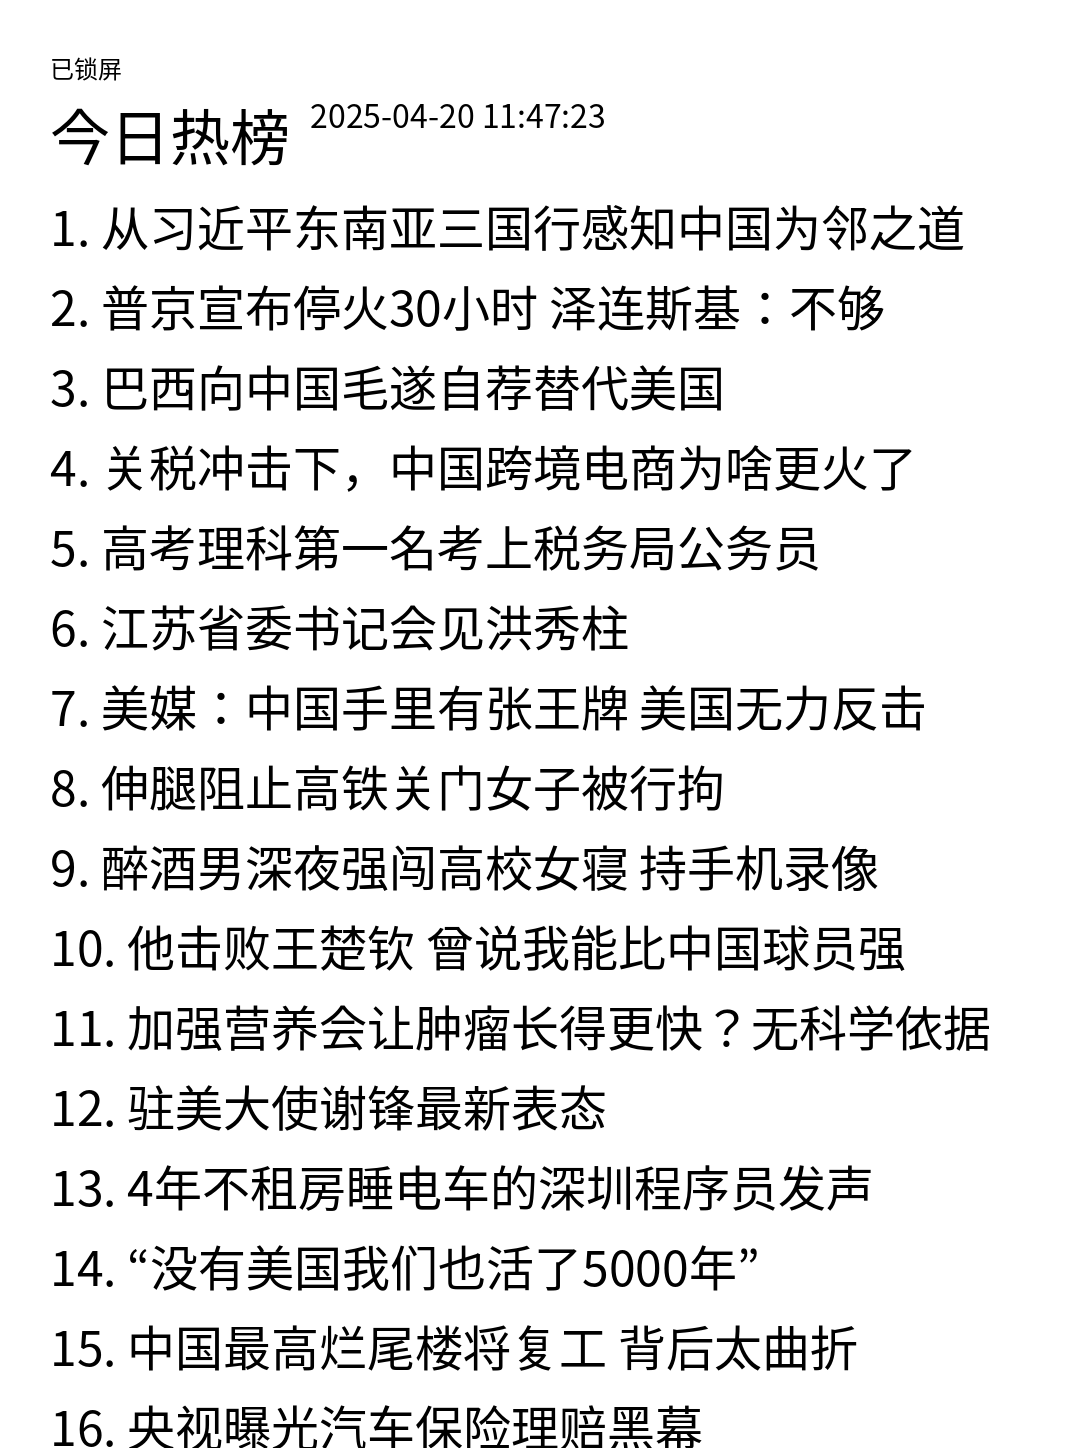 已锁屏
今日热榜 2025-04-20 11:47:23
1. 从习近平东南亚三国行感知中国为邻之道
2. 普京宣布停火30小时 泽连斯基：不够
3. 巴西向中国毛遂自荐替代美国
4. 关税冲击下，中国跨境电商为啥更火了
5. 高考理科第一名考上税务局公务员
6. 江苏省委书记会见洪秀柱
7. 美媒：中国手里有张王牌 美国无力反击
8. 伸腿阻止高铁关门女子被行拘
9. 醉酒男深夜强闯高校女寝 持手机录像
10. 他击败王楚钦 曾说我能比中国球员强
11. 加强营养会让肿瘤长得更快？无科学依据
12. 驻美大使谢锋最新表态
13. 4年不租房睡电车的深圳程序员发声
14. “没有美国我们也活了5000年”
15. 中国最高烂尾楼将复工 背后太曲折
16. 央视曝光汽车保险理赔黑幕